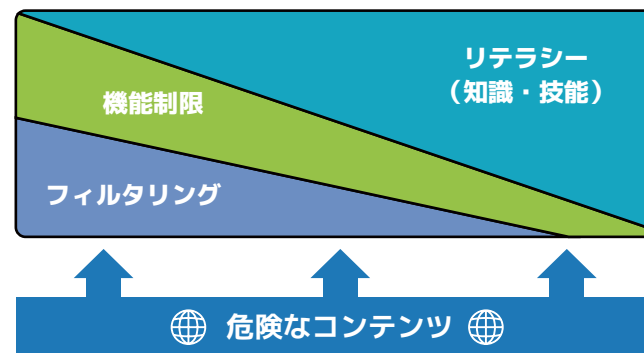 リテラシー
（知識・技能）
機能制限
フィルタリング
危険なコンテンツ